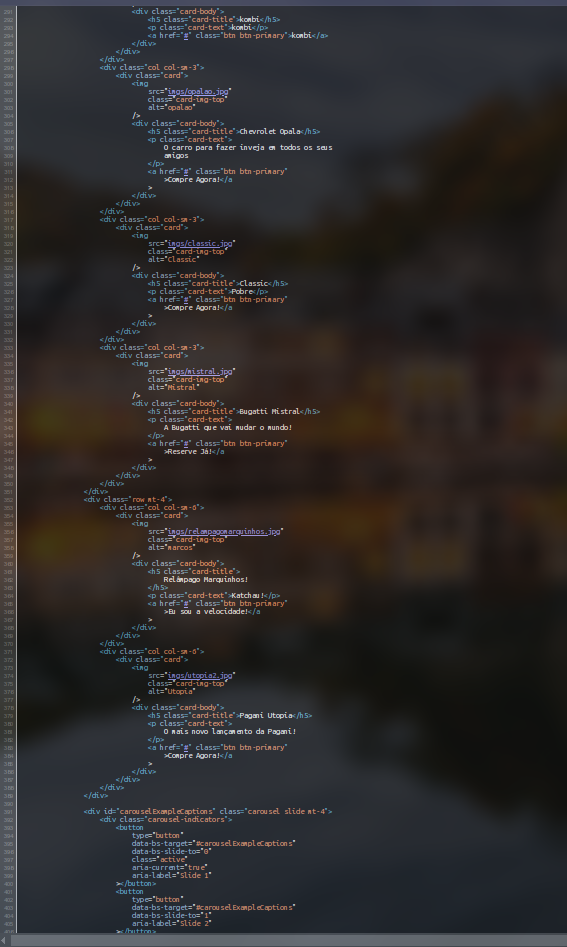 <div class="card-body">
<h5 class="card-title">kombi</h5>
<p class="card-text">kombi</p>
<a href="#" class="btn btn-primary">kombi</a>
</div>
</div>
</div>
<div class="col col-sm-3">
<div class="card">
<img
src="imgs/opalao.jpg"
class="card-img-top"
alt="opalao"
/>
<div class="card-body">
<h5 class="card-title">Chevrolet Opala</h5>
<p class="card-text">
O carro para fazer inveja em todos os seus
amigos
</p>
<a href="#" class="btn btn-primary"
>Compre Agora!</a
>
</div>
</div>
</div>
<div class="col col-sm-3">
<div class="card">
<img
src="imgs/classic.jpg"
class="card-img-top"
alt="Classic"
/>
<div class="card-body">
<h5 class="card-title">Classic</h5>
<p class="card-text">Pobre</p>
<a href="#" class="btn btn-primary"
>Compre Agora!</a
>
</div>
</div>
</div>
<div class="col col-sm-3">
<div class="card">
<img
src="imgs/mistral.jpg"
class="card-img-top"
alt="Mistral"
/>
<div class="card-body">
<h5 class="card-title">Bugatti Mistral</h5>
<p class="card-text">
A Bugatti que vai mudar o mundo!
</p>
<a href="#" class="btn btn-primary"
>Reserve Já!</a
>
</div>
</div>
</div>
</div>
<div class="row mt-4">
<div class="col col-sm-6">
<div class="card">
<img
src="imgs/relampagomarquinhos.jpg"
class="card-img-top"
alt="marcos"
/>
<div class="card-body">
<h5 class="card-title">
Relâmpago Marquinhos!
</h5>
<p class="card-text">Katchau!</p>
<a href="#" class="btn btn-primary"
>Eu sou a velocidade!</a
>
</div>
</div>
</div>
<div class="col col-sm-6">
<div class="card">
<img
src="imgs/utopia2.jpg"
class="card-img-top"
alt="Utopia"
/>
<div class="card-body">
<h5 class="card-title">Pagani Utopia</h5>
<p class="card-text">
O mais novo lançamento da Pagani!
</p>
<a href="#" class="btn btn-primary"
>Compre Agora!</a
>
</div>
</div>
</div>
</div>
<div id="carouselExampleCaptions" class="carousel slide mt-4">
<div class="carousel-indicators">
<button
type="button"
data-bs-target="#carouselExampleCaptions"
data-bs-slide-to="0"
class="active"
aria-current="true"
aria-label="Slide 1"
></button>
<button
type="button"
data-bs-target="#carouselExampleCaptions"
data-bs-slide-to="1"
aria-label="Slide 2"
></button>